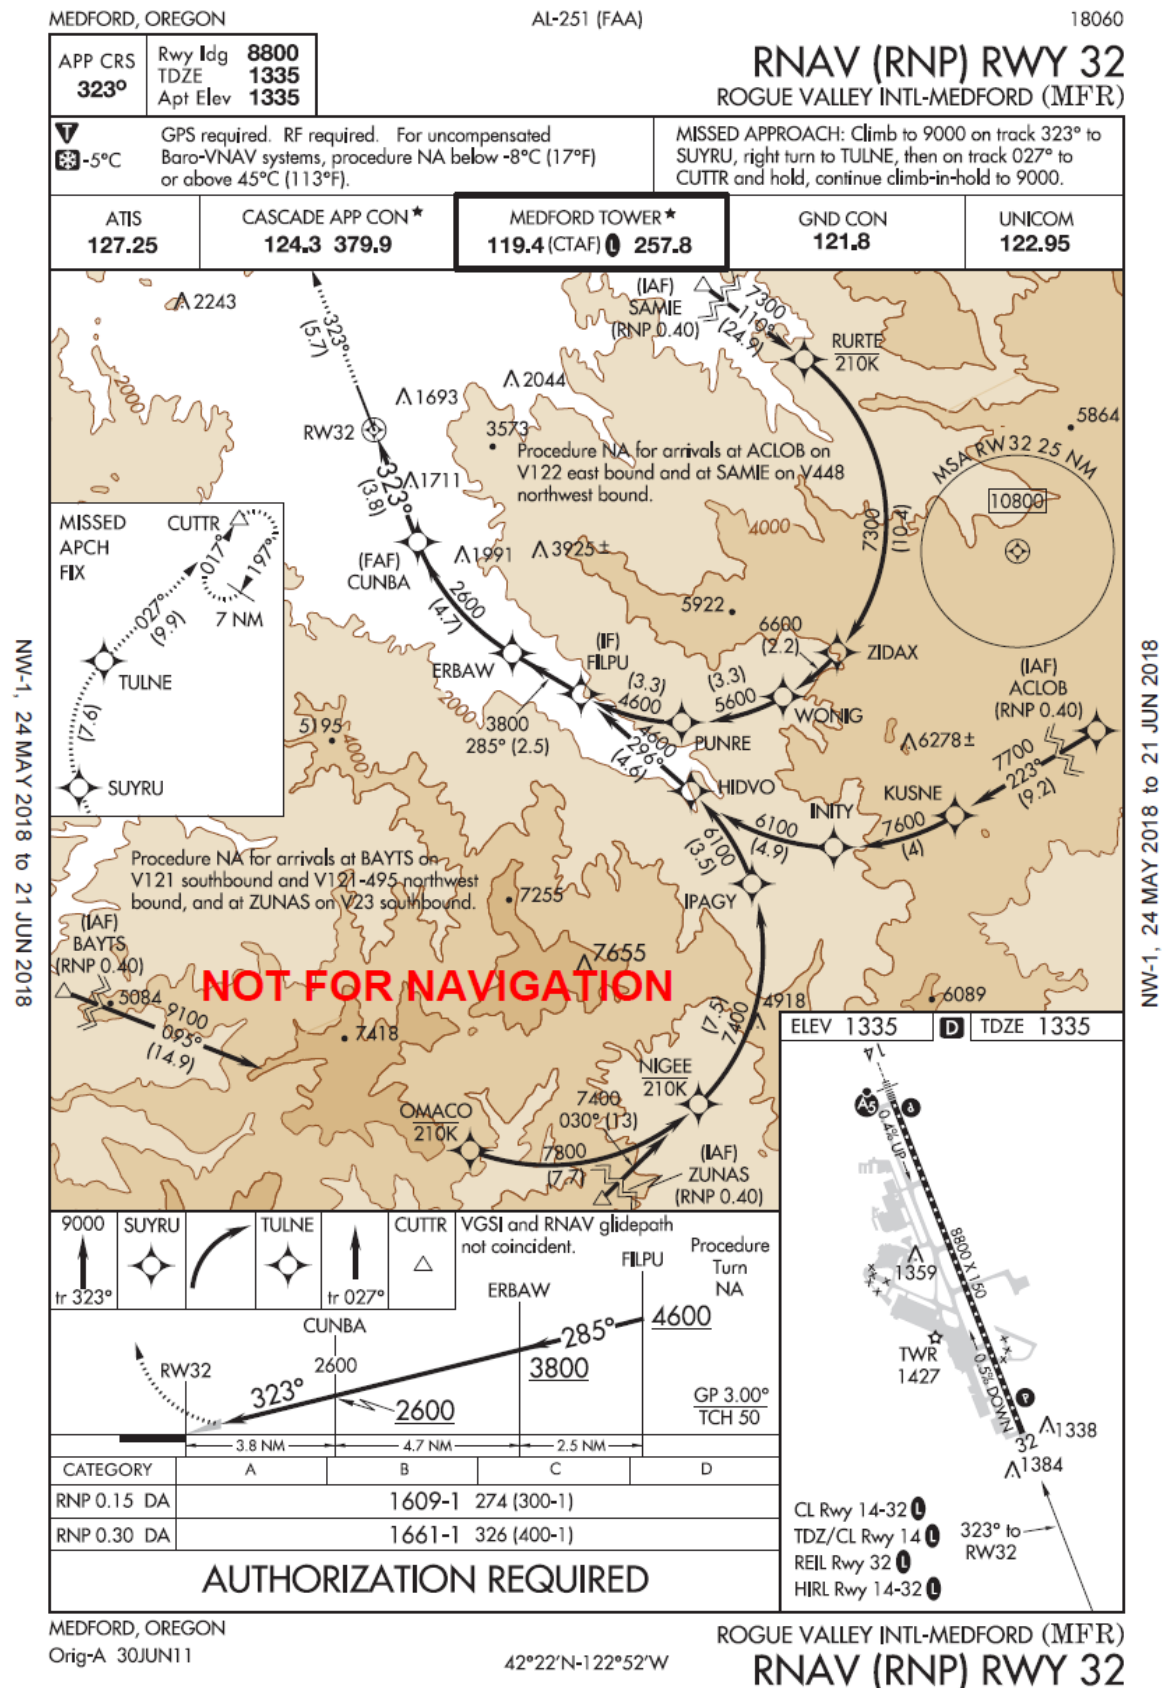 MEDFORD, OREGON
AL-251 (FAA)
18060
APP CRS
323°
Rwy ldg 8800
TDZE 1335
Apt Elev 1335
RNAV (RNP) RWY 32
ROGUE VALLEY INTL-MEDFORD (MFR)
T
-5°C
GPS required. RF required. For uncompensated
Baro-VNAV systems, procedure NA below -8°C (17°F)
or above 45°C (113°F).
MISSED APPROACH: Climb to 9000 on track 323° to
SUYRU, right turn to TULNE, then on track 027° to
CUTTR and hold, continue climb-in-hold to 9000.
ATIS
127.25
CASCADE APP CON★
124.3 379.9
MEDFORD TOWER★
119.4 (CTAF) L 257.8
GND CON
121.8
UNICOM
122.95
2243
323°
(5.7)
2000
(IAF)
SAMIE
(RNP 0.40)
7300
110°
(24.9)
RURTE
210K
2044
1693
RW32
3573
5864
Procedure NA for arrivals at ACLOB on
V122 east bound and at SAMIE on V448
northwest bound.
MSA RW 32 25 NM
10800
323°
(3.8)
1711
4000
7300
(10.4)
MISSED
APCH
FIX
CUTTR
017°
197°
7 NM
027°
(9.9)
TULNE
(7.6)
SUYRU
(FAF)
CUNBA
1991
3925±
2600
(4.7)
5922
6600
(2.2)
ZIDAX
(IF)
FILPU
ERBAW
(3.3)
4600
(3.3)
5600
WONIG
PUNRE
(IAF)
ACLOB
(RNP 0.40)
2000
3800
285° (2.5)
4600
296°
(4.6)
6278±
7700
223°
(9.2)
5195
4000
HIDVO
INITY
KUSNE
6100
(4.9)
7600
(4)
6100
(3.5)
IPAGY
Procedure NA for arrivals at BAYTS on
V121 southbound and V121-495 northwest
bound, and at ZUNAS on V23 southbound.
7255
(IAF)
BAYTS
(RNP 0.40)
7655
NOT FOR NAVIGATION
5084
9100
095°
(14.9)
7418
4918
6089
(7.5)
7400
NIGEE
210K
OMACO
210K
7400
030° (13)
7800
(7.7)
(IAF)
ZUNAS
(RNP 0.40)
ELEV 1335
D
TDZE 1335
14
A5
P
0.4% UP
8800 X 150
1359
TWR
1427
0.5% DOWN
P
1338
32
1384
323° to
RW32
CL Rwy 14-32 L
TDZ/CL Rwy 14 L
REIL Rwy 32 L
HIRL Rwy 14-32 L
9000
tr 323°
SUYRU
TULNE
tr 027°
CUTTR
VGSI and RNAV glidepath
not coincident.
Procedure
Turn
NA
FILPU
ERBAW
CUNBA
RW32
4600
285°
3800
2600
323°
2600
GP 3.00°
TCH 50
3.8 NM
4.7 NM
2.5 NM
CATEGORY A B C D
RNP 0.15 DA 1609-1 274 (300-1)
RNP 0.30 DA 1661-1 326 (400-1)
AUTHORIZATION REQUIRED
MEDFORD, OREGON
Orig-A 30JUN11
42°22'N-122°52'W
ROGUE VALLEY INTL-MEDFORD (MFR)
RNAV (RNP) RWY 32
NW-1, 24 MAY 2018 to 21 JUN 2018
NW-1, 24 MAY 2018 to 21 JUN 2018